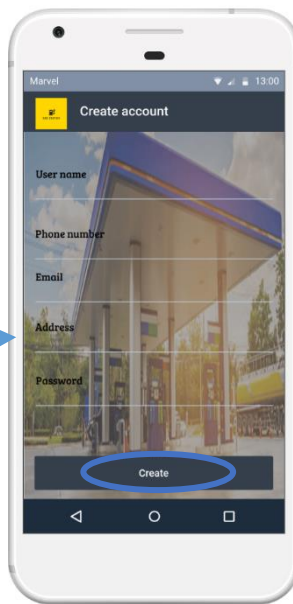 Marvel 13:00
Create account
User name
Phone number
Email
Address
Password
Create